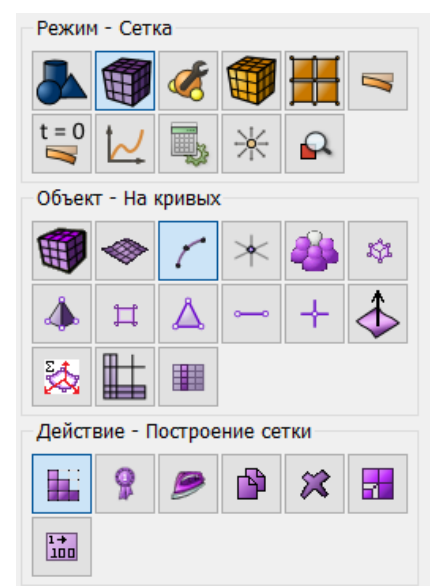 Режим - Сетка
t = 0
Объект - На кривых
Σ
Действие - Построение сетки
1→
100